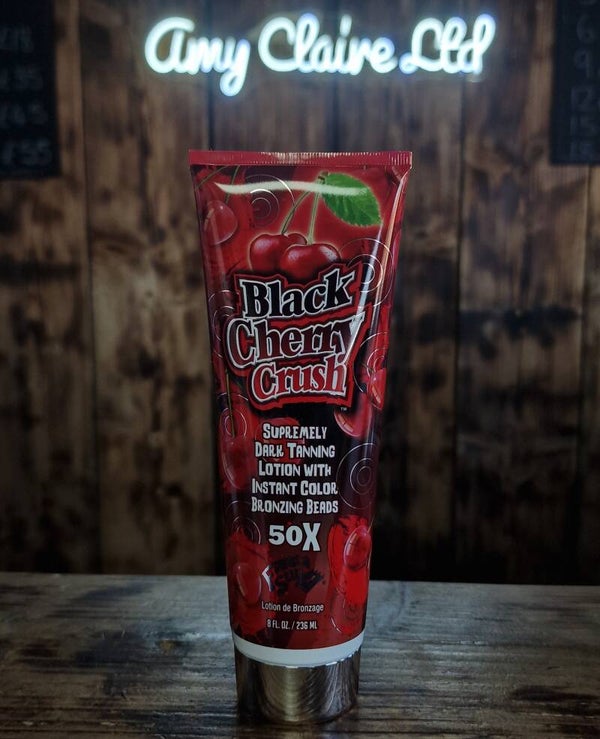 Amy Claire Ltd
Black
Cherry
Crush
Supremely
Dark Tanning
Lotion with
Instant Color
Bronzing Beads
50X
Lotion de Bronzage
8 FL. OZ. / 236 ML